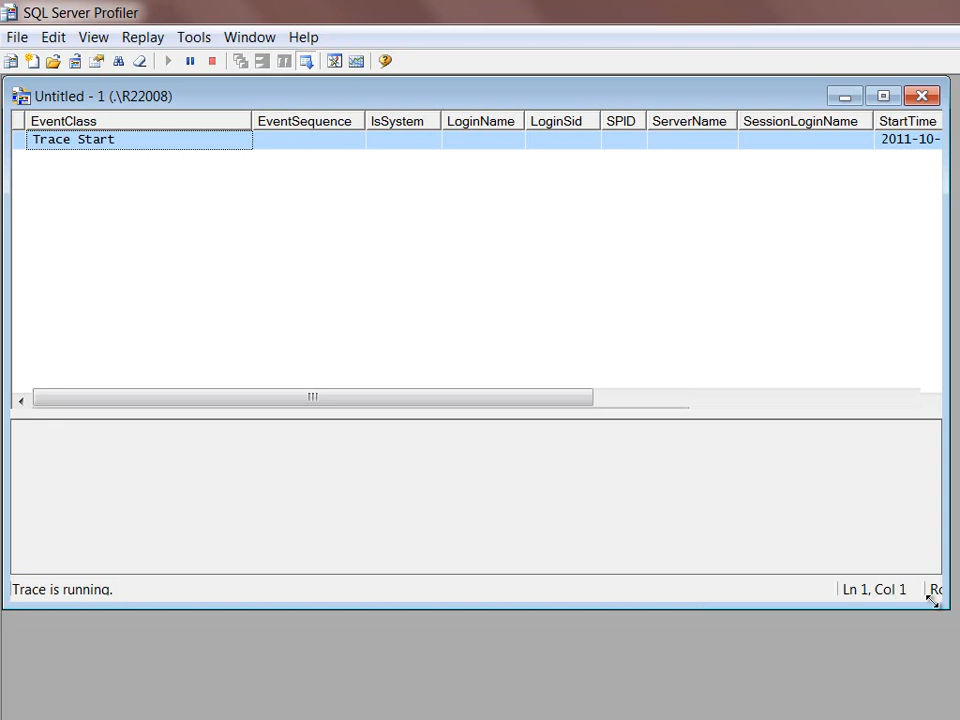 SQL Server Profiler
File Edit View Replay Tools Window Help
Untitled - 1 (.\R22008)
EventClass EventSequence IsSystem LoginName LoginSid SPID ServerName SessionLoginName StartTime
Trace Start 2011-10-
Trace is running. Ln 1, Col 1